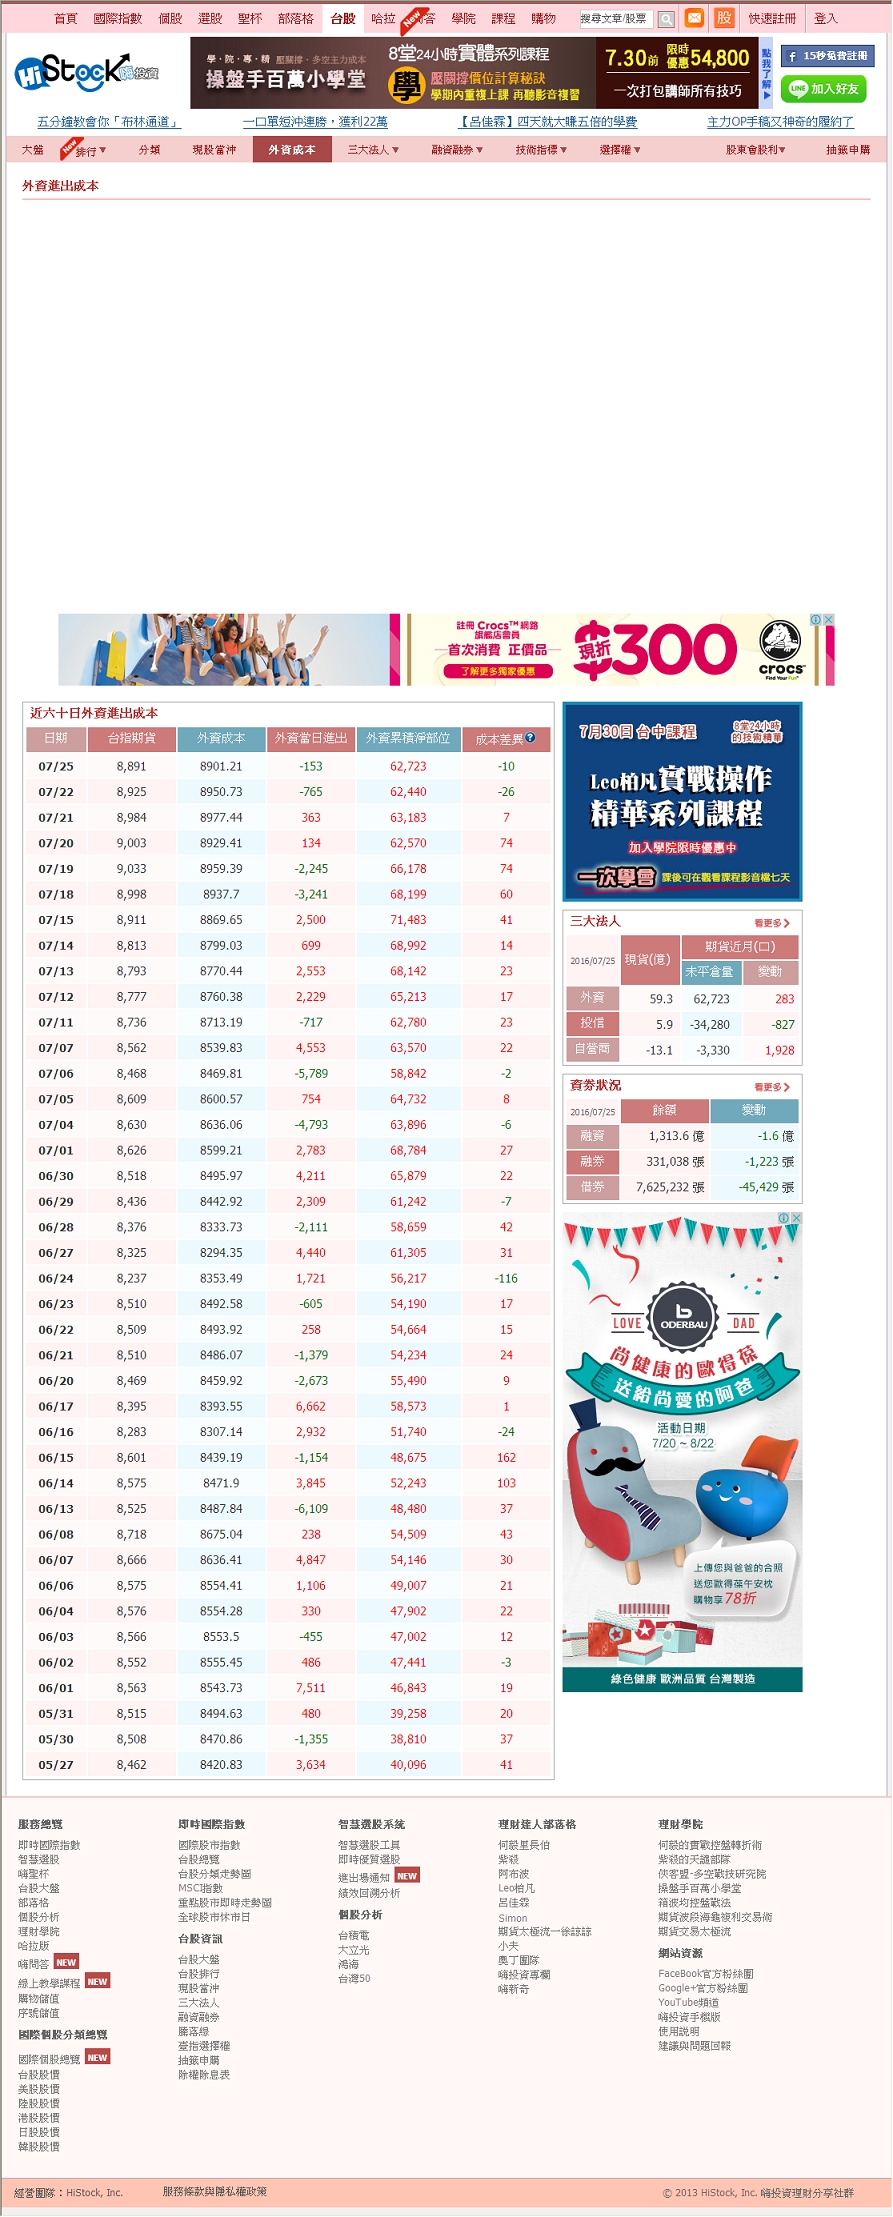 首頁 國際指數 個股 選股 聖杯 部落格 台股 哈拉 New 問答 學院 課程 購物 搜尋文章/股票 股 快速註冊 登入
HiStock嗨投資
學·院·專·精 壓關撐·多空主力成本
操盤手百萬小學堂
8堂24小時實體系列課程
學 壓關撐價位計算秘訣
學期內重複上課 再聽影音複習
7.30前 限時優惠54,800
一次打包講師所有技巧
點我了解▶
15秒免費註冊
LINE 加入好友
五分鐘教會你「布林通道」 一口單短沖連勝，獲利22萬 【呂佳霖】四天就大賺五倍的學費 主力OP手稿又神奇的履約了
大盤 New 排行▼ 分類 現股當沖 外資成本 三大法人▼ 融資融券▼ 技術指標▼ 選擇權▼ 股東會股利▼ 抽籤申購
外資進出成本
註冊 Crocs™ 網路旗艦店會員
首次消費 正價品
了解更多獨家優惠
現折$300
crocs™
Find Your Fun
近六十日外資進出成本
日期 台指期貨 外資成本 外資當日進出 外資累積淨部位 成本差異
07/25 8,891 8901.21 -153 62,723 -10
07/22 8,925 8950.73 -765 62,440 -26
07/21 8,984 8977.44 363 63,183 7
07/20 9,003 8929.41 134 62,570 74
07/19 9,033 8959.39 -2,245 66,178 74
07/18 8,998 8937.7 -3,241 68,199 60
07/15 8,911 8869.65 2,500 71,483 41
07/14 8,813 8799.03 699 68,992 14
07/13 8,793 8770.44 2,553 68,142 23
07/12 8,777 8760.38 2,229 65,213 17
07/11 8,736 8713.19 -717 62,780 23
07/07 8,562 8539.83 4,553 63,570 22
07/06 8,468 8469.81 -5,789 58,842 -2
07/05 8,609 8600.57 754 64,732 8
07/04 8,630 8636.06 -4,793 63,896 -6
07/01 8,626 8599.21 2,783 68,784 27
06/30 8,518 8495.97 4,211 65,879 22
06/29 8,436 8442.92 2,309 61,242 -7
06/28 8,376 8333.73 -2,111 58,659 42
06/27 8,325 8294.35 4,440 61,305 31
06/24 8,237 8353.49 1,721 56,217 -116
06/23 8,510 8492.58 -605 54,190 17
06/22 8,509 8493.92 258 54,664 15
06/21 8,510 8486.07 -1,379 54,234 24
06/20 8,469 8459.92 -2,673 55,490 9
06/17 8,395 8393.55 6,662 58,573 1
06/16 8,283 8307.14 2,932 51,740 -24
06/15 8,601 8439.19 -1,154 48,675 162
06/14 8,575 8471.9 3,845 52,243 103
06/13 8,525 8487.84 -6,109 48,480 37
06/08 8,718 8675.04 238 54,509 43
06/07 8,666 8636.41 4,847 54,146 30
06/06 8,575 8554.41 1,106 49,007 21
06/04 8,576 8554.28 330 47,902 22
06/03 8,566 8553.5 -455 47,002 12
06/02 8,552 8555.45 486 47,441 -3
06/01 8,563 8543.73 7,511 46,843 19
05/31 8,515 8494.63 480 39,258 20
05/30 8,508 8470.86 -1,355 38,810 37
05/27 8,462 8420.83 3,634 40,096 41
7月30日 台中課程 8堂24小時的技術精華
Leo柏凡實戰操作
精華系列課程
加入學院限時優惠中
一次學會 課後可在觀看課程影音檔七天
三大法人 看更多
2016/07/25 現貨(億) 期貨近月(口)
未平倉量 變動
外資 59.3 62,723 283
投信 5.9 -34,280 -827
自營商 -13.1 -3,330 1,928
資券狀況 看更多
2016/07/25 餘額 變動
融資 1,313.6 億 -1.6 億
融券 331,038 張 -1,223 張
借券 7,625,232 張 -45,429 張
LOVE ODERBAU DAD
尚健康的歐得葆
送給尚愛的阿爸
活動日期
7/20 ~ 8/22
上傳您與爸爸的合照
送您歐得葆午安枕
購物享78折
綠色健康 歐洲品質 台灣製造
服務總覽
即時國際指數
智慧選股
嗨聖杯
台股大盤
部落格
個股分析
理財學院
哈拉版
嗨問答 NEW
線上教學課程 NEW
購物儲值
序號儲值
國際個股分類總覽
國際個股總覽 NEW
台股股價
美股股價
陸股股價
港股股價
日股股價
韓股股價
即時國際指數
國際股市指數
台股總覽
台股分類走勢圖
MSCI指數
重點股市即時走勢圖
全球股市休市日
台股資訊
台股大盤
台股排行
現股當沖
三大法人
融資融券
騰落線
臺指選擇權
抽籤申購
除權除息表
智慧選股系統
智慧選股工具
即時優質選股
進出場通知 NEW
績效回溯分析
個股分析
台積電
大立光
鴻海
台灣50
理財達人部落格
何毅里長伯
紫殺
阿布波
Leo柏凡
呂佳霖
Simon
期貨太極流—徐諒諒
小夫
奧丁團隊
嗨投資專欄
嗨新奇
理財學院
何毅的實戰控盤轉折術
紫殺的天譴部隊
俠客盟-多空戰技研究院
操盤手百萬小學堂
箱波均控盤戰法
期貨波段海龜複利交易術
期貨交易太極流
網站資源
FaceBook官方粉絲團
Google+官方粉絲團
YouTube頻道
嗨投資手機版
使用說明
建議與問題回報
經營團隊：HiStock, Inc. 服務條款與隱私權政策 © 2013 HiStock, Inc. 嗨投資理財分享社群